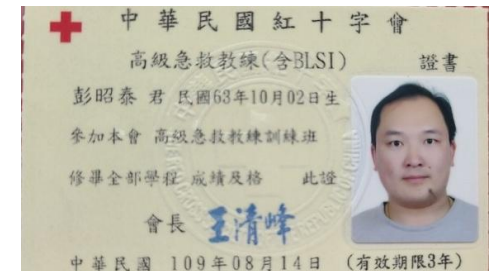 中華民國紅十字會
高級急救教練(含BLSI) 證書
彭昭泰 君 民國63年10月02日生
參加本會 高級急救教練訓練班
修畢全部學程 成績及格 此證
會長 王清峰
中華民國 109年08月14日 (有效期限3年)